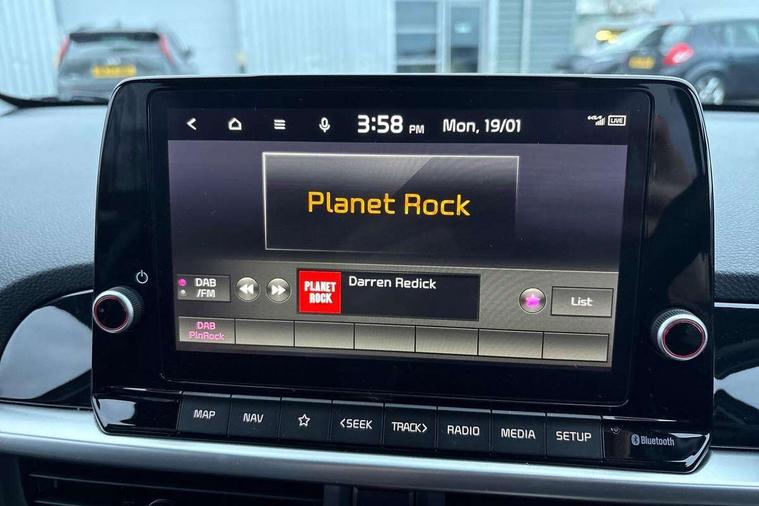 3:58 PM Mon, 19/01 LIVE
Planet Rock
DAB
/FM
PLANET
ROCK
Darren Redick
List
DAB
PlnRock
MAP NAV <SEEK TRACK> RADIO MEDIA SETUP Bluetooth